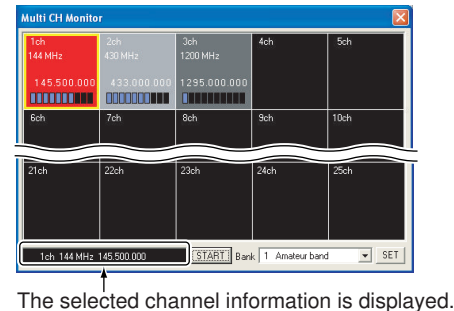 Multi CH Monitor
1ch 2ch 3ch 4ch 5ch
144 MHz 430 MHz 1200 MHz
145.500.000 433.000.000 1295.000.000
6ch 7ch 8ch 9ch 10ch
21ch 22ch 23ch 24ch 25ch
1ch 144 MHz 145.500.000 START Bank 1 Amateur band SET
The selected channel information is displayed.